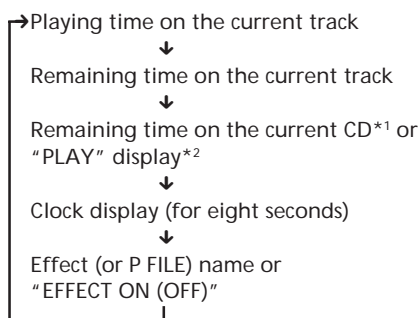 Playing time on the current track
Remaining time on the current track
Remaining time on the current CD*1 or
“PLAY” display*2
Clock display (for eight seconds)
Effect (or P FILE) name or
“EFFECT ON (OFF)”